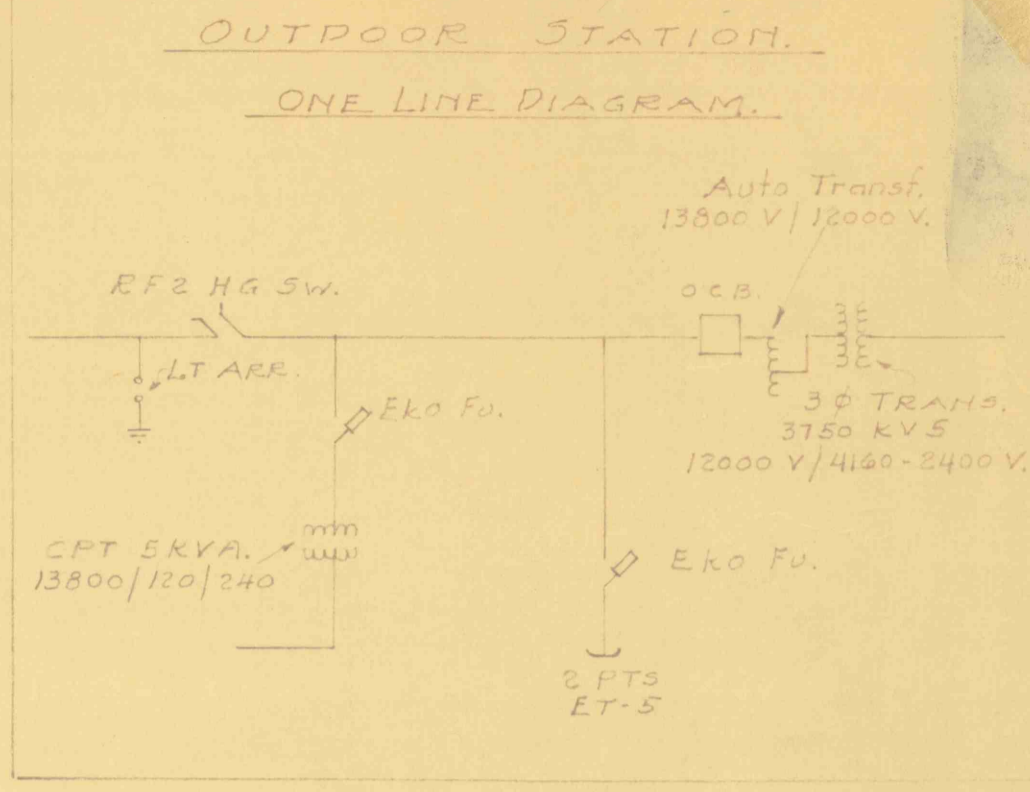 OUTDOOR STATION.
ONE LINE DIAGRAM.
Auto Transf.
13800 V/12000 V.
RF2 HG SW.
OCB.
LT ARR.
Eko Fu.
3 φ TRANS.
3750 KVS
12000 V/4160-2400 V.
CPT 5KVA.
13800/120/240
Eko Fu.
2 PTS
ET-5